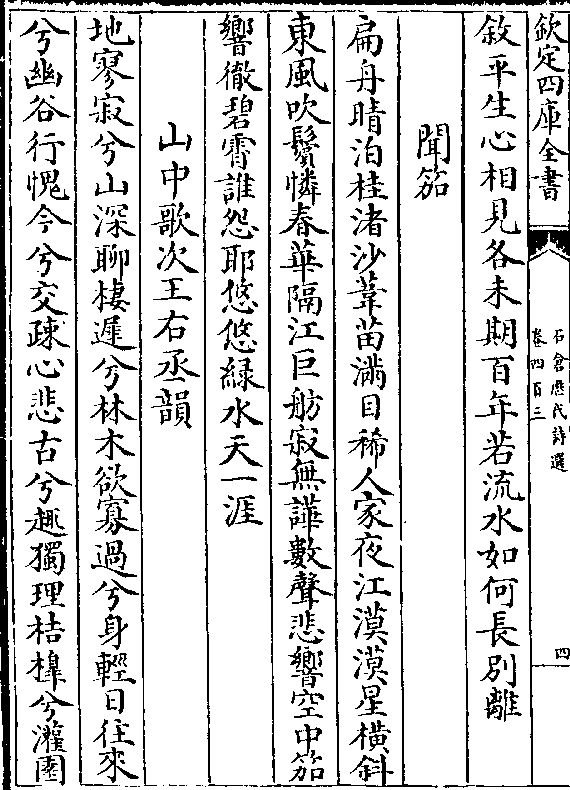 欽定四庫全書
石倉歷代詩選
卷四百三
四
敘平生心相見各未期百年若流水如何長別離
聞笳
扁舟晴泊桂渚沙葦苗滿目稀人家夜江漠漠星橫斜
東風吹鬢憐春華隔江巨舫寂無譁數聲悲響空中笳
響徹碧霄誰怨耶悠悠緑水天一涯
山中歌次王右丞韻
地寥寂兮山深聊棲遲兮林木欲寡過兮身輕日往來
兮幽谷行愧今兮交疎心悲古兮趣獨理桔橰兮灌園